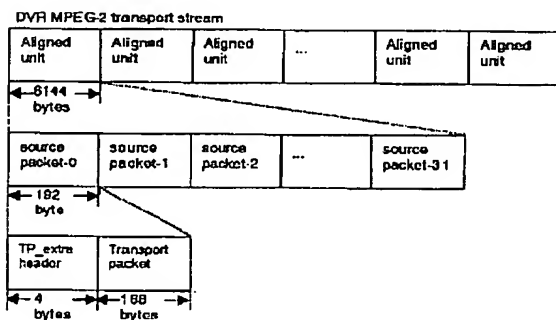 DVR MPEG-2 transport stream
Aligned unit Aligned unit Aligned unit ... Aligned unit Aligned unit
6144 bytes
source packet-0 source packet-1 source packet-2 ... source packet-31
192 byte
TP_extra header Transport packet
4 bytes 188 bytes